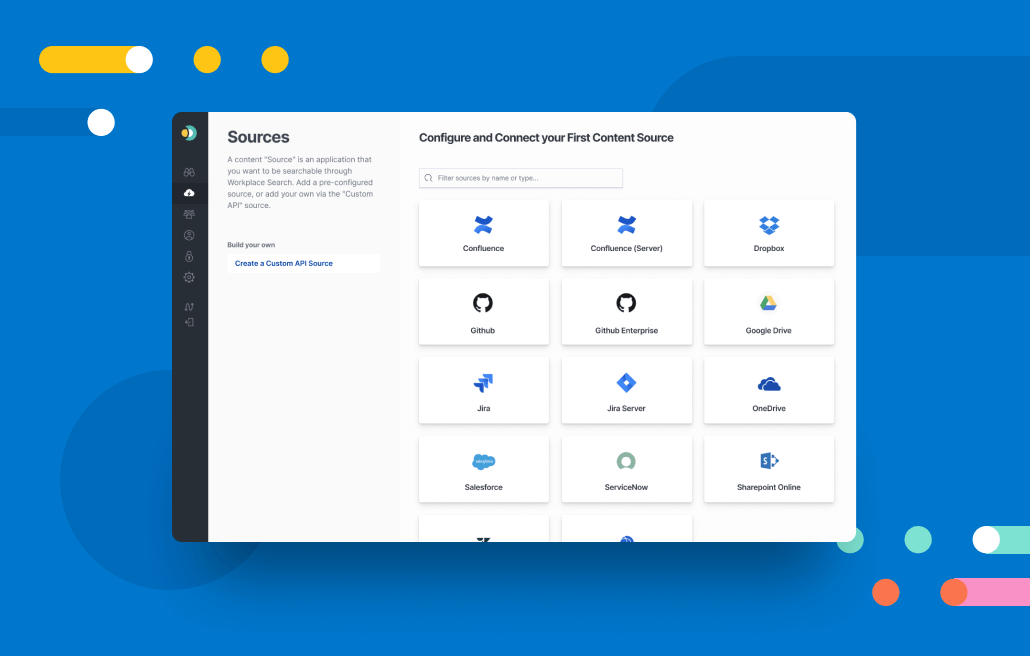 Sources
A content "Source" is an application that
you want to be searchable through
Workplace Search. Add a pre-configured
source, or add your own via the "Custom
API" source.
Build your own
Create a Custom API Source
Configure and Connect your First Content Source
Filter sources by name or type...
Confluence
Confluence (Server)
Dropbox
Github
Github Enterprise
Google Drive
Jira
Jira Server
OneDrive
salesforce
S
Salesforce
ServiceNow
Sharepoint Online